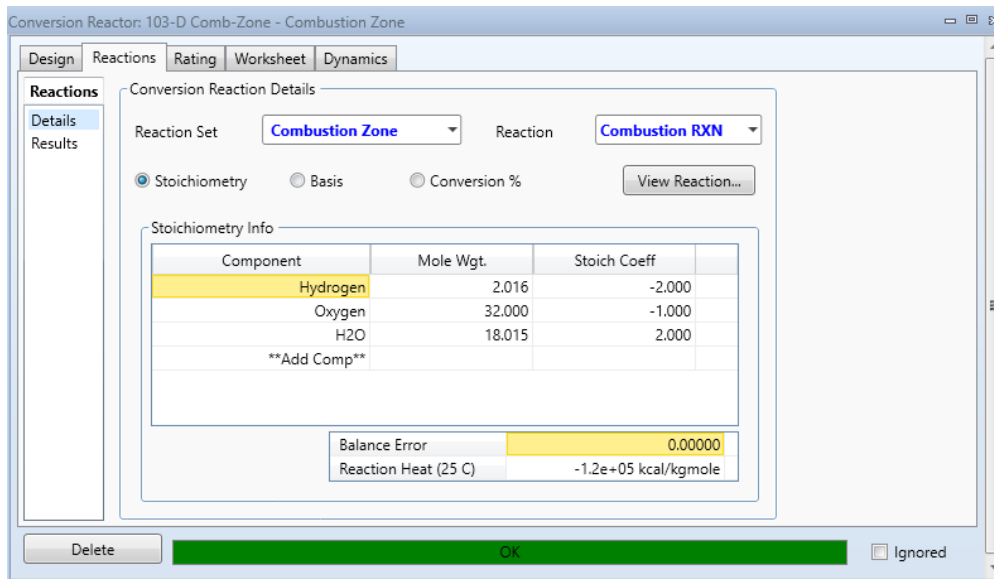 Conversion Reactor: 103-D Comb-Zone - Combustion Zone
Design Reactions Rating Worksheet Dynamics
Reactions
Details
Results
Conversion Reaction Details
Reaction Set Combustion Zone Reaction Combustion RXN
Stoichiometry Basis Conversion % View Reaction...
Stoichiometry Info
Component Mole Wgt. Stoich Coeff
Hydrogen 2.016 -2.000
Oxygen 32.000 -1.000
H2O 18.015 2.000
**Add Comp**
Balance Error 0.00000
Reaction Heat (25 C) -1.2e+05 kcal/kgmole
Delete OK Ignored